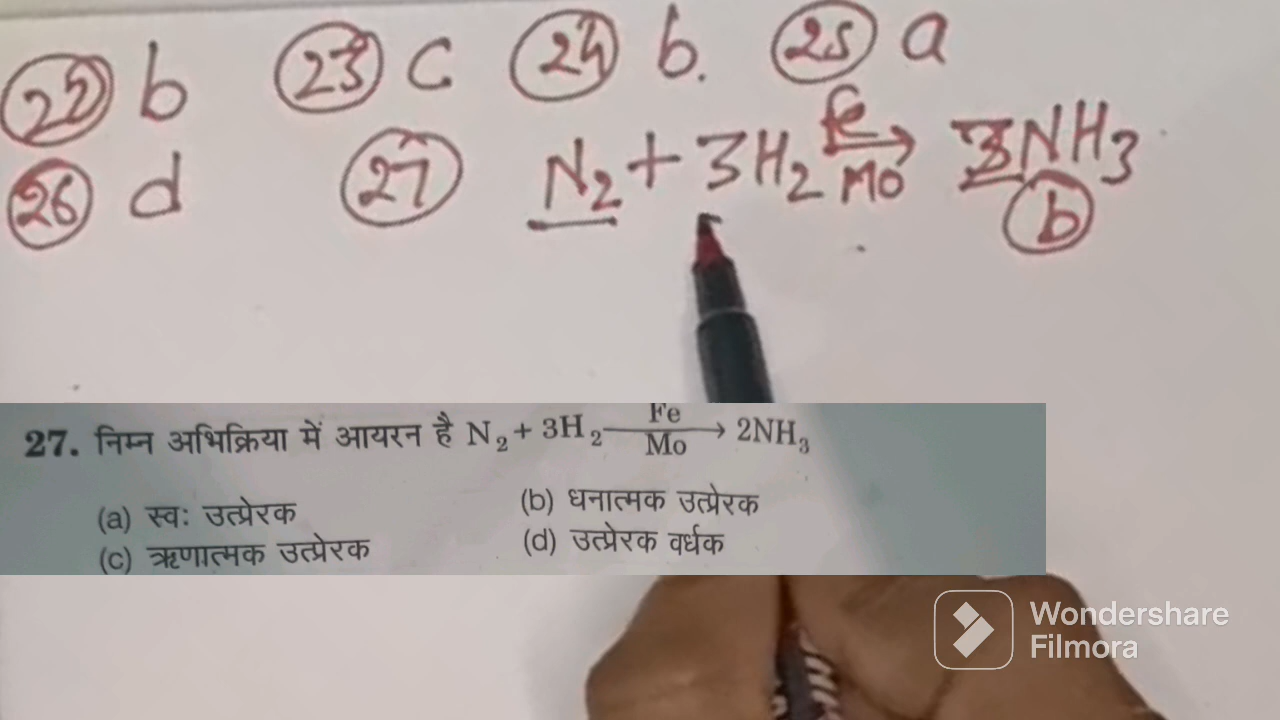 22 b 23 c 24 b. 25 a
26 d 27 N2 + 3H2 Fe Mo → NH3
b
27. निम्न अभिक्रिया में आयरन है N2 + 3H2 Fe Mo → 2NH3
(a) स्वः उत्प्रेरक (b) धनात्मक उत्प्रेरक
(c) ऋणात्मक उत्प्रेरक (d) उत्प्रेरक वर्धक
Wondershare
Filmora